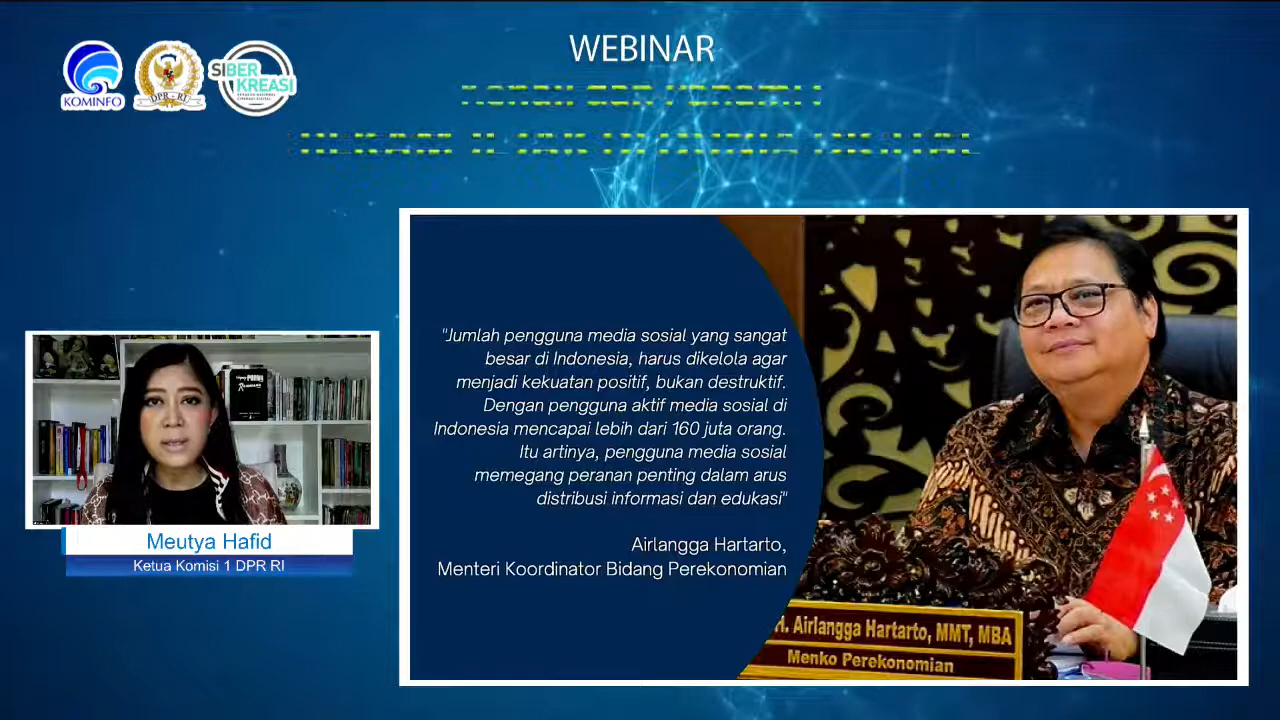 WEBINAR
KOMINFO
DPR - RI
SIBER
KREASI
"Jumlah pengguna media sosial yang sangat
besar di Indonesia, harus dikelola agar
menjadi kekuatan positif, bukan destruktif.
Dengan pengguna aktif media sosial di
Indonesia mencapai lebih dari 160 juta orang.
Itu artinya, pengguna media sosial
memegang peranan penting dalam arus
distribusi informasi dan edukasi"
Airlangga Hartarto,
Menteri Koordinator Bidang Perekonomian
H. Airlangga Hartarto, MMT, MBA
Menko Perekonomian
Meutya Hafid
Ketua Komisi 1 DPR RI